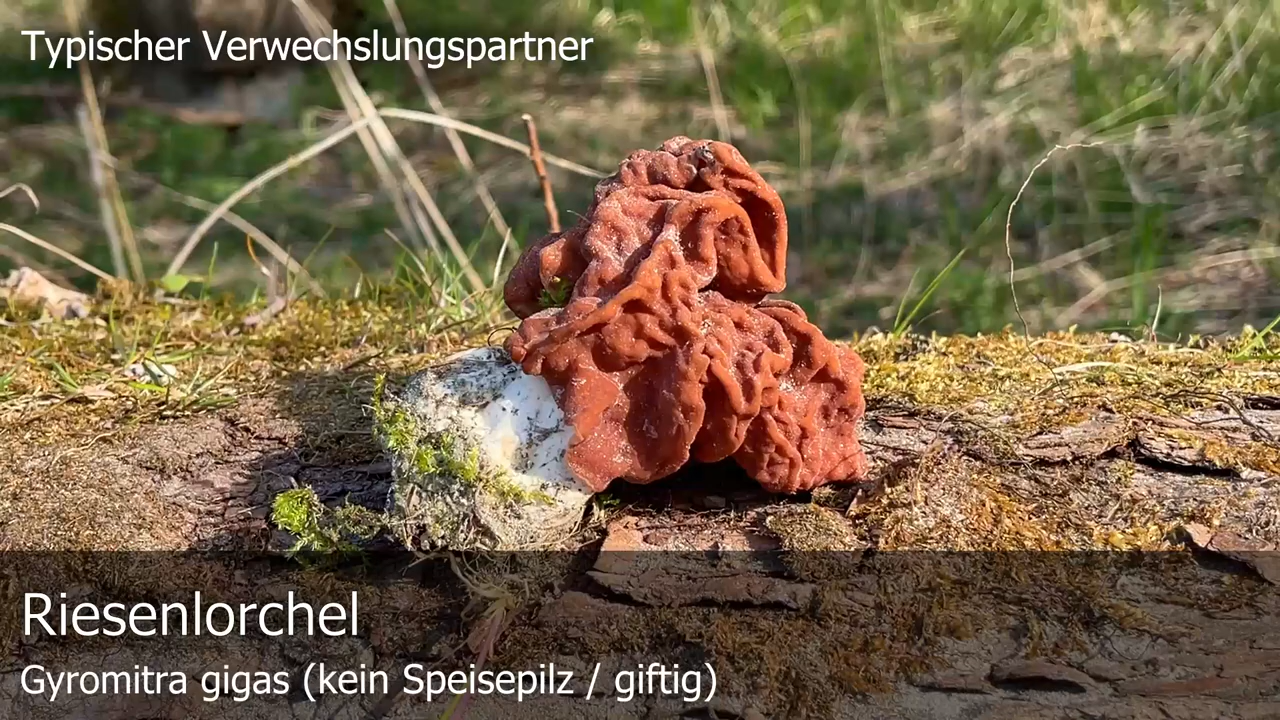 Typischer Verwechslungspartner
Riesenlorchel
Gyromitra gigas (kein Speisepilz / giftig)